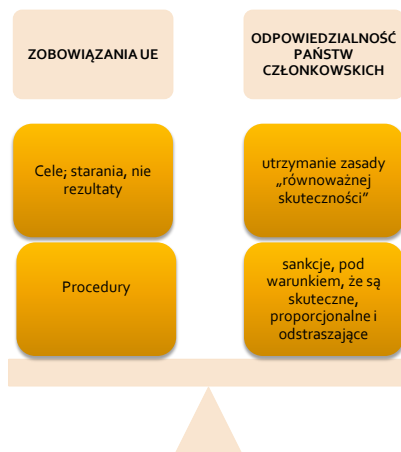 ZOBOWIĄZANIA UE
ODPOWIEDZIALNOŚĆ
PAŃSTW
CZŁONKOWSKICH
Cele; starania, nie
rezultaty
utrzymanie zasady
„równoważnej
skuteczności“
Procedury
sankcje, pod
warunkiem, że są
skuteczne,
proporcjonalne i
odstraszające